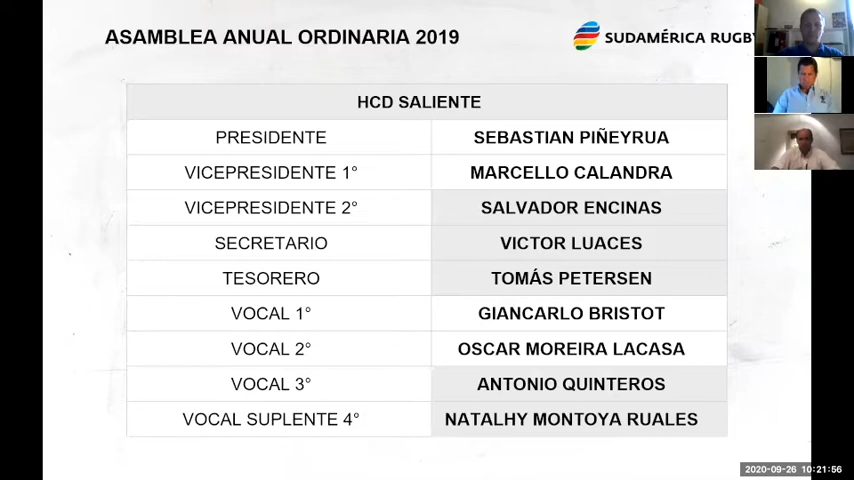 ASAMBLEA ANUAL ORDINARIA 2019
SUDAMÉRICA RUGBY
HCD SALIENTE
PRESIDENTE SEBASTIAN PIÑEYRUA
VICEPRESIDENTE 1° MARCELLO CALANDRA
VICEPRESIDENTE 2° SALVADOR ENCINAS
SECRETARIO VICTOR LUACES
TESORERO TOMÁS PETERSEN
VOCAL 1° GIANCARLO BRISTOT
VOCAL 2° OSCAR MOREIRA LACASA
VOCAL 3° ANTONIO QUINTEROS
VOCAL SUPLENTE 4° NATALHY MONTOYA RUALES
2020-09-26 10:21:56